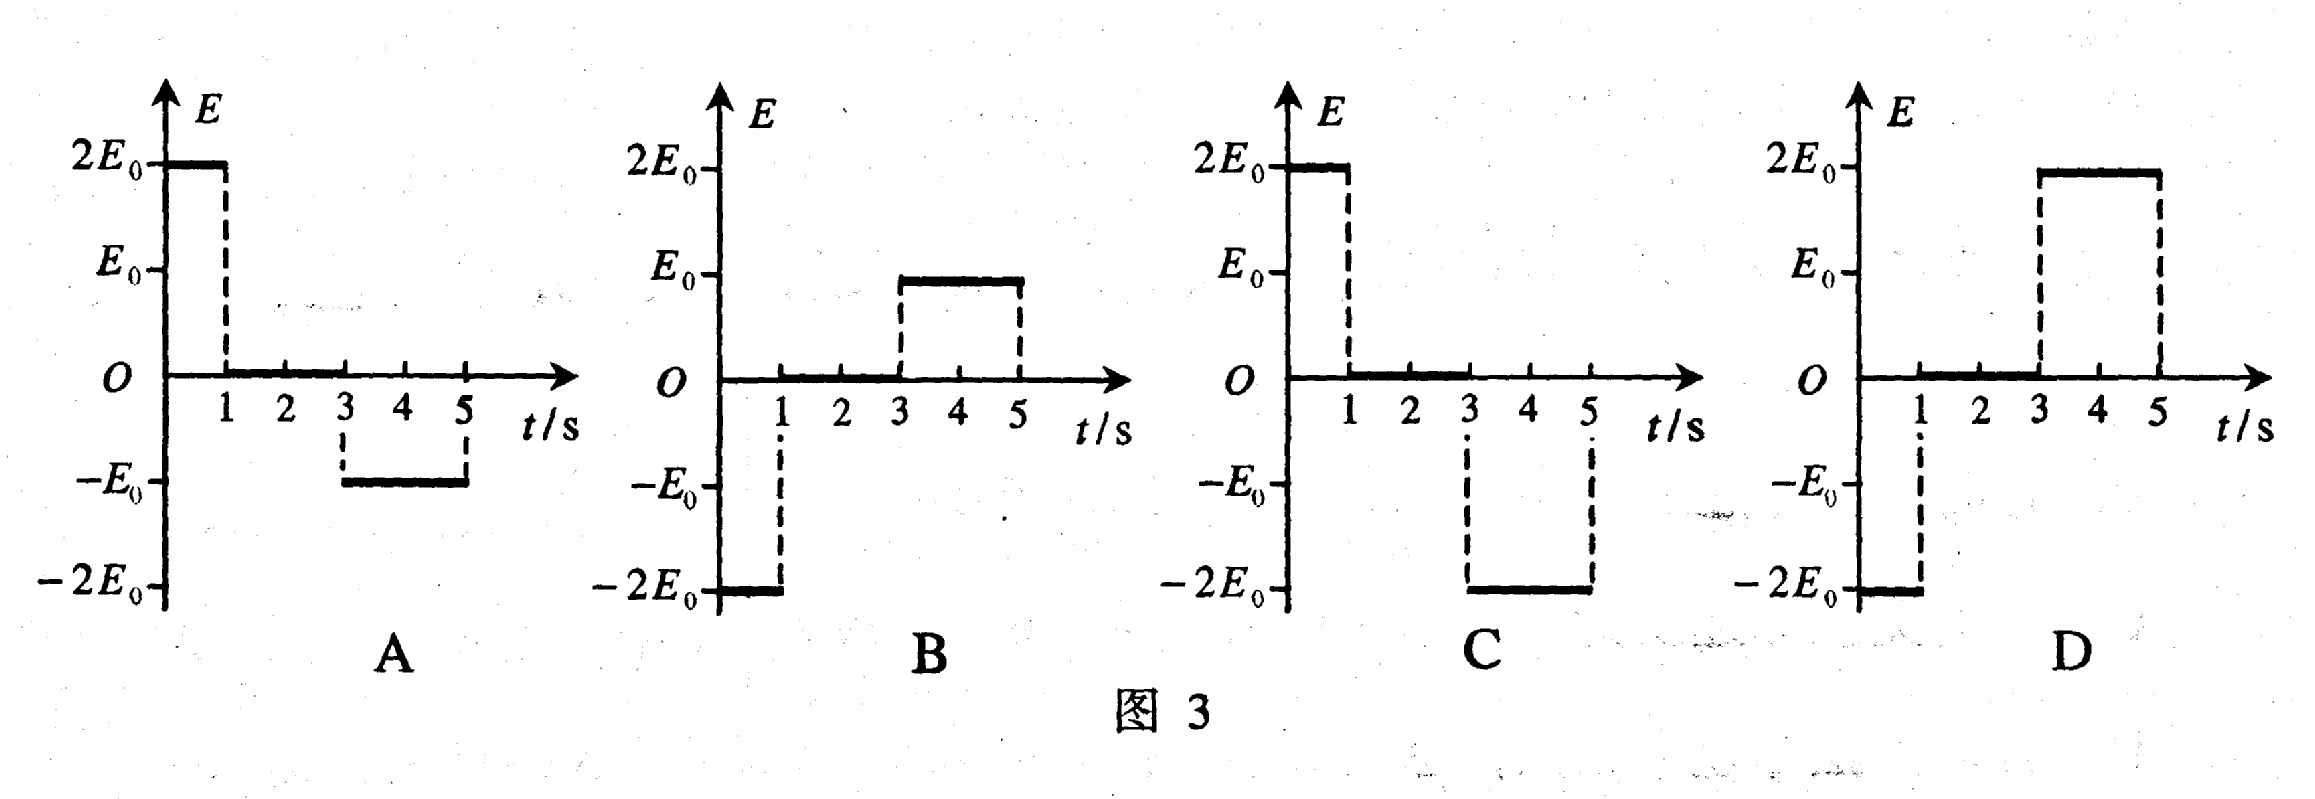 E E E E
2E₀ 2E₀ 2E₀ 2E₀
E₀ E₀ E₀ E₀
O 1 2 3 4 5 t/s O 1 2 3 4 5 t/s O 1 2 3 4 5 t/s O 1 2 3 4 5 t/s
-E₀ -E₀ -E₀ -E₀
-2E₀ -2E₀ -2E₀ -2E₀
A B C D
图 3